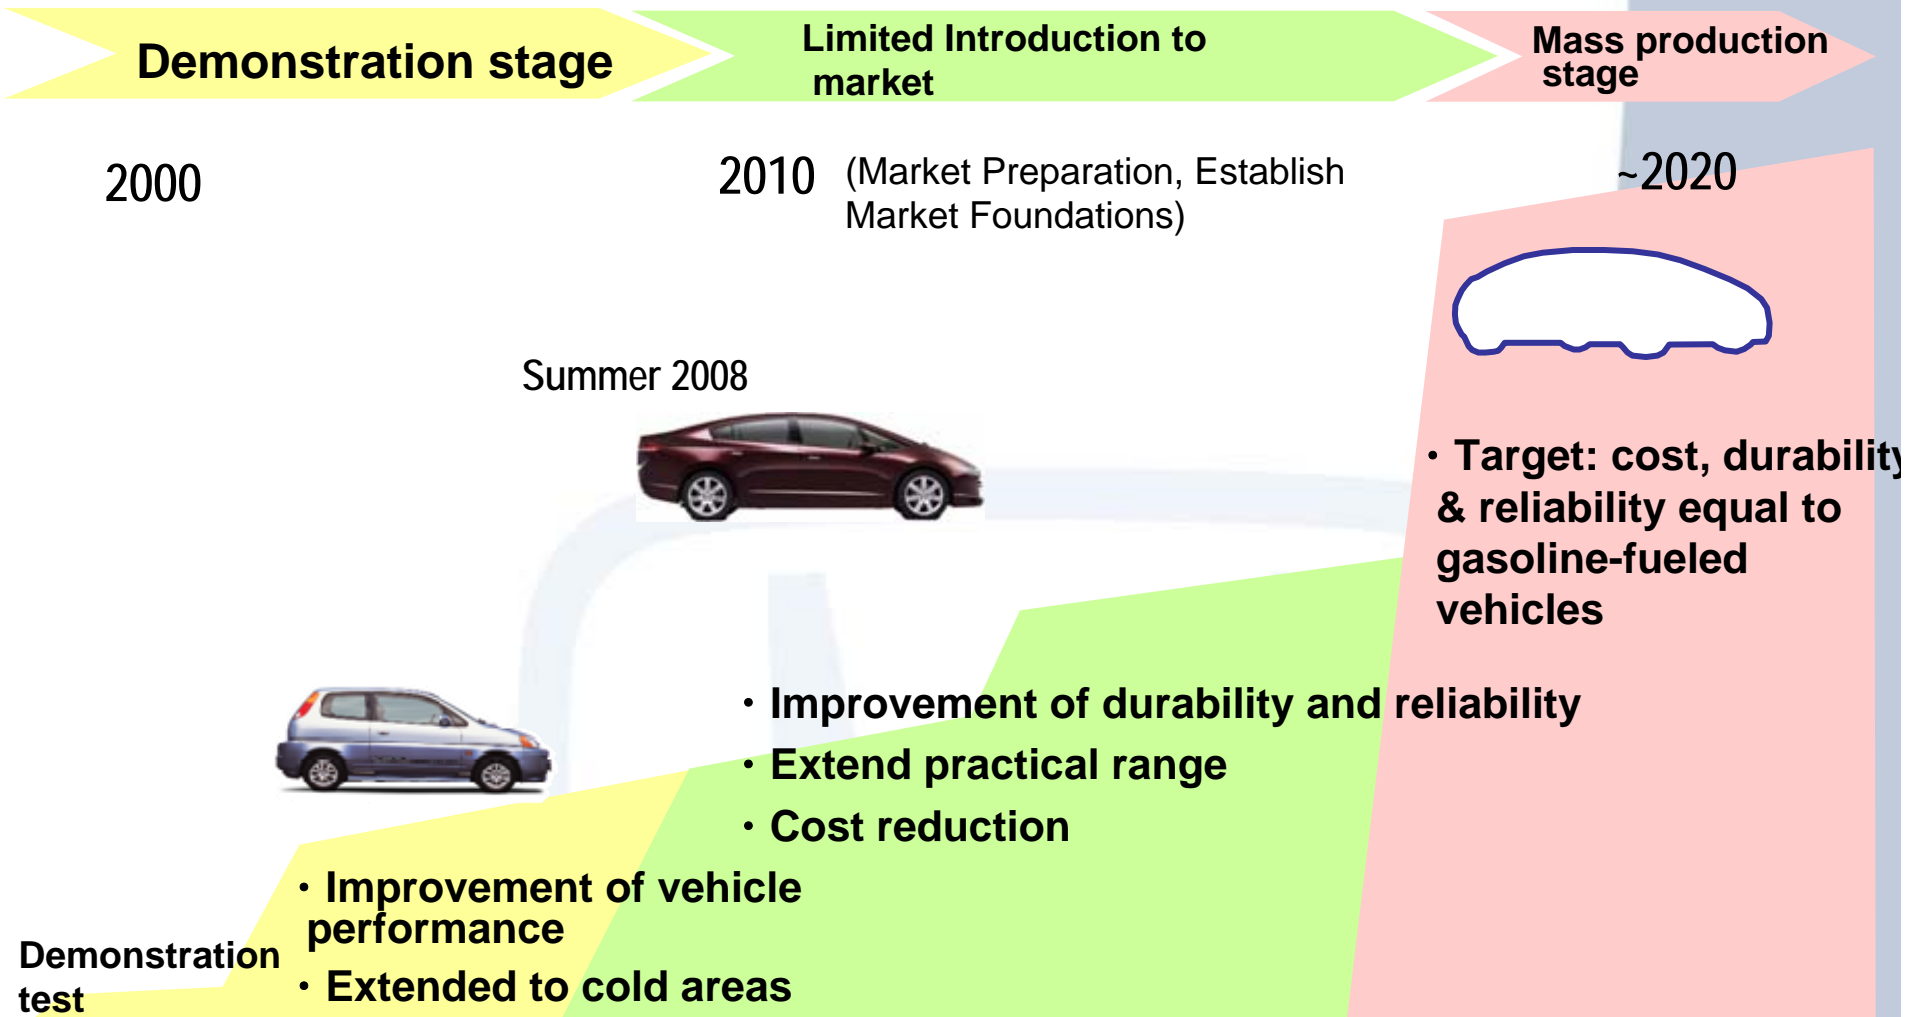 Demonstration stage
Limited Introduction to
market
Mass production
stage
2000
2010
(Market Preparation, Establish
Market Foundations)
~2020
Summer 2008
・Target: cost, durability
& reliability equal to
gasoline-fueled
vehicles
・Improvement of durability and reliability
・Extend practical range
・Cost reduction
・Improvement of vehicle
performance
・Extended to cold areas
Demonstration
test